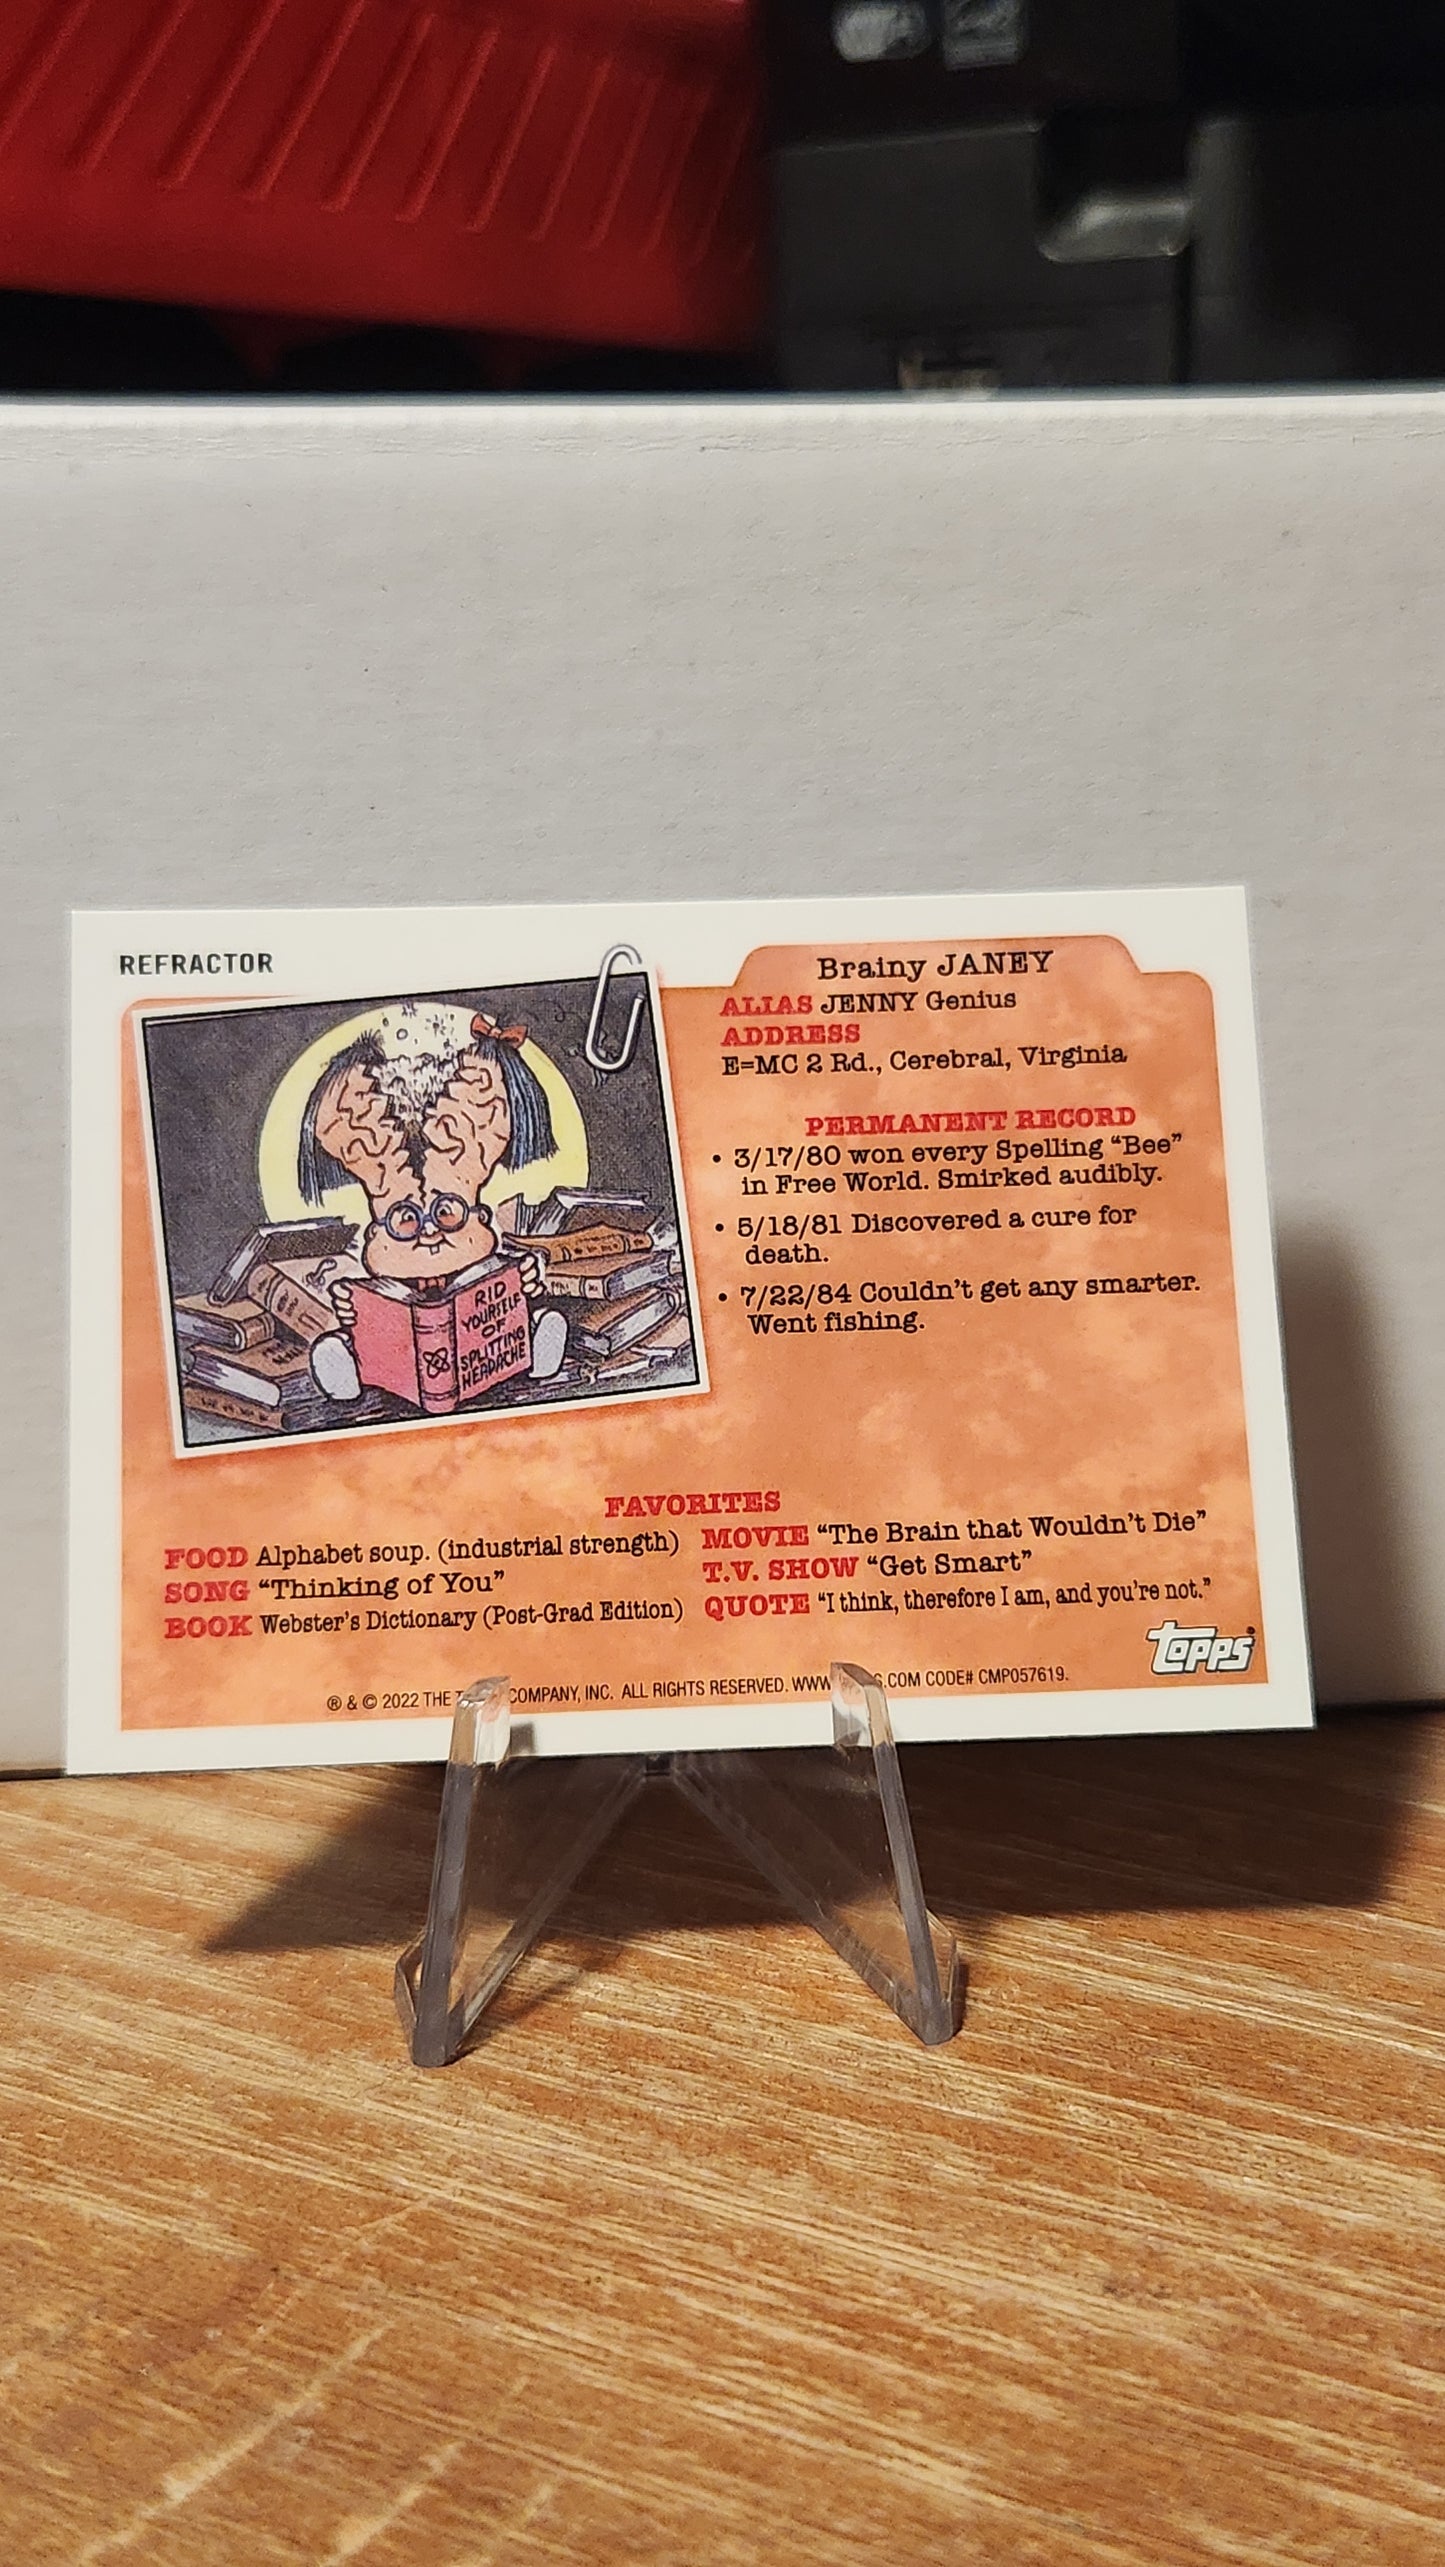 REFRACTOR
Brainy JANEY
ALIAS JENNY Genius
ADDRESS
E=MC 2 Rd., Cerebral, Virginia
PERMANENT RECORD
• 3/17/80 won every Spelling “Bee”
in Free World. Smirked audibly.
• 5/18/81 Discovered a cure for
death.
• 7/22/84 Couldn't get any smarter.
Went fishing.
RID
YOURSELF
OF
SPLITTING
HEADACHE
FAVORITES
FOOD Alphabet soup. (industrial strength)
SONG “Thinking of You”
BOOK Webster's Dictionary (Post-Grad Edition)
MOVIE “The Brain that Wouldn't Die”
T.V. SHOW “Get Smart”
QUOTE “I think, therefore I am, and you're not.”
topps
® & © 2022 THE COMPANY, INC. ALL RIGHTS RESERVED. WWW .COM CODE# CMP057619.